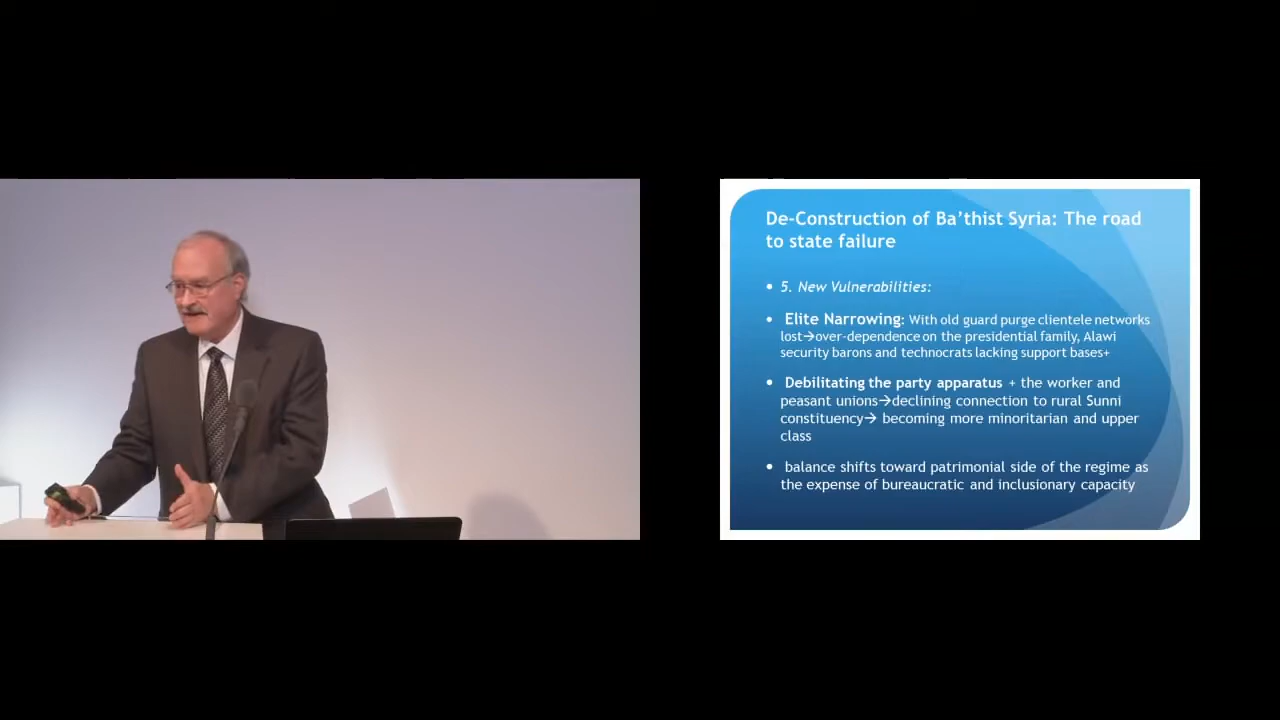 De-Construction of Ba’thist Syria: The road
to state failure
• 5. New Vulnerabilities:
• Elite Narrowing: With old guard purge clientele networks
lost→over-dependence on the presidential family, Alawi
security barons and technocrats lacking support bases+
• Debilitating the party apparatus + the worker and
peasant unions→declining connection to rural Sunni
constituency→ becoming more minoritarian and upper
class
• balance shifts toward patrimonial side of the regime as
the expense of bureaucratic and inclusionary capacity